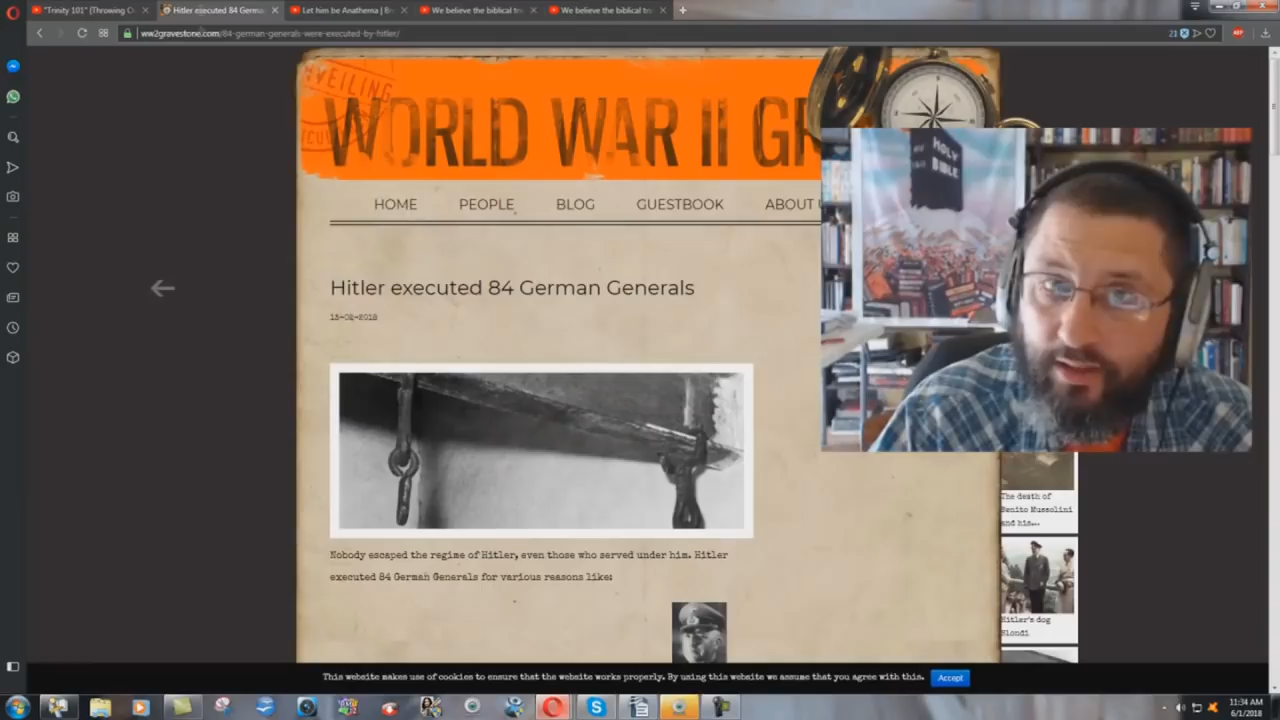 "Trinity 101" (Throwing C
Hitler executed 84 Germa
Let him be Anathema | B
We believe the biblical tr
We believe the biblical tr
ww2gravestone.com/84-german-generals-were-executed-by-hitler/
21
NVEILING
WORLD WAR II GR
HOLY
BIBLE
HOME PEOPLE BLOG GUESTBOOK ABOUT U
Hitler executed 84 German Generals
13-02-2018
Nobody escaped the regime of Hitler, even those who served under him. Hitler
executed 84 German Generals for various reasons like:
The death of
Benito Mussolini
and his...
Hitler's dog
Blondi
This website makes use of cookies to ensure that the website works properly. By using this website we assume that you agree with this. Accept
11:34 AM
6/1/2018